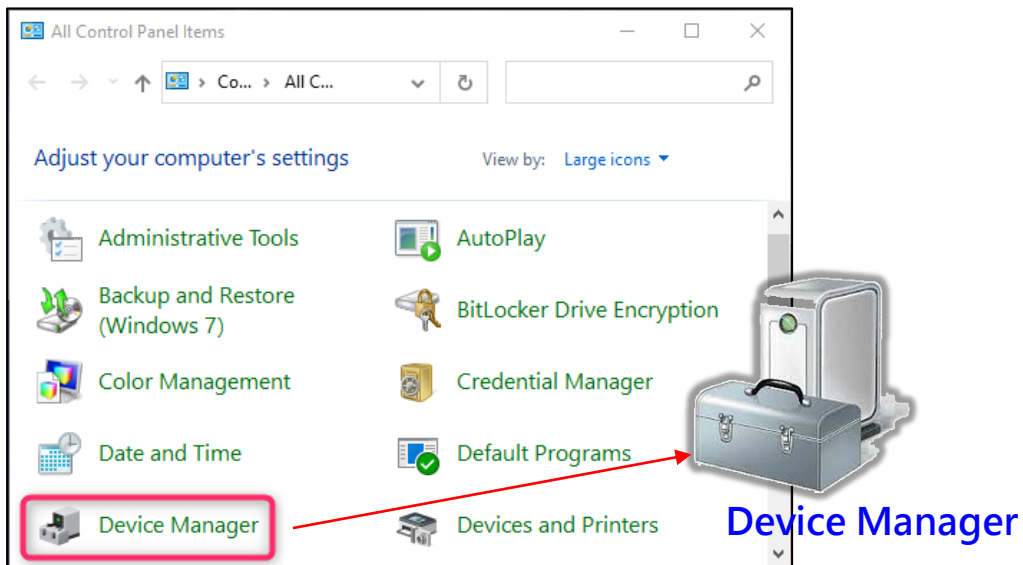 All Control Panel Items
Co... > All C...
Adjust your computer's settings
View by: Large icons
Administrative Tools
AutoPlay
Backup and Restore
(Windows 7)
BitLocker Drive Encryption
Color Management
Credential Manager
Date and Time
Default Programs
Device Manager
Devices and Printers
Device Manager